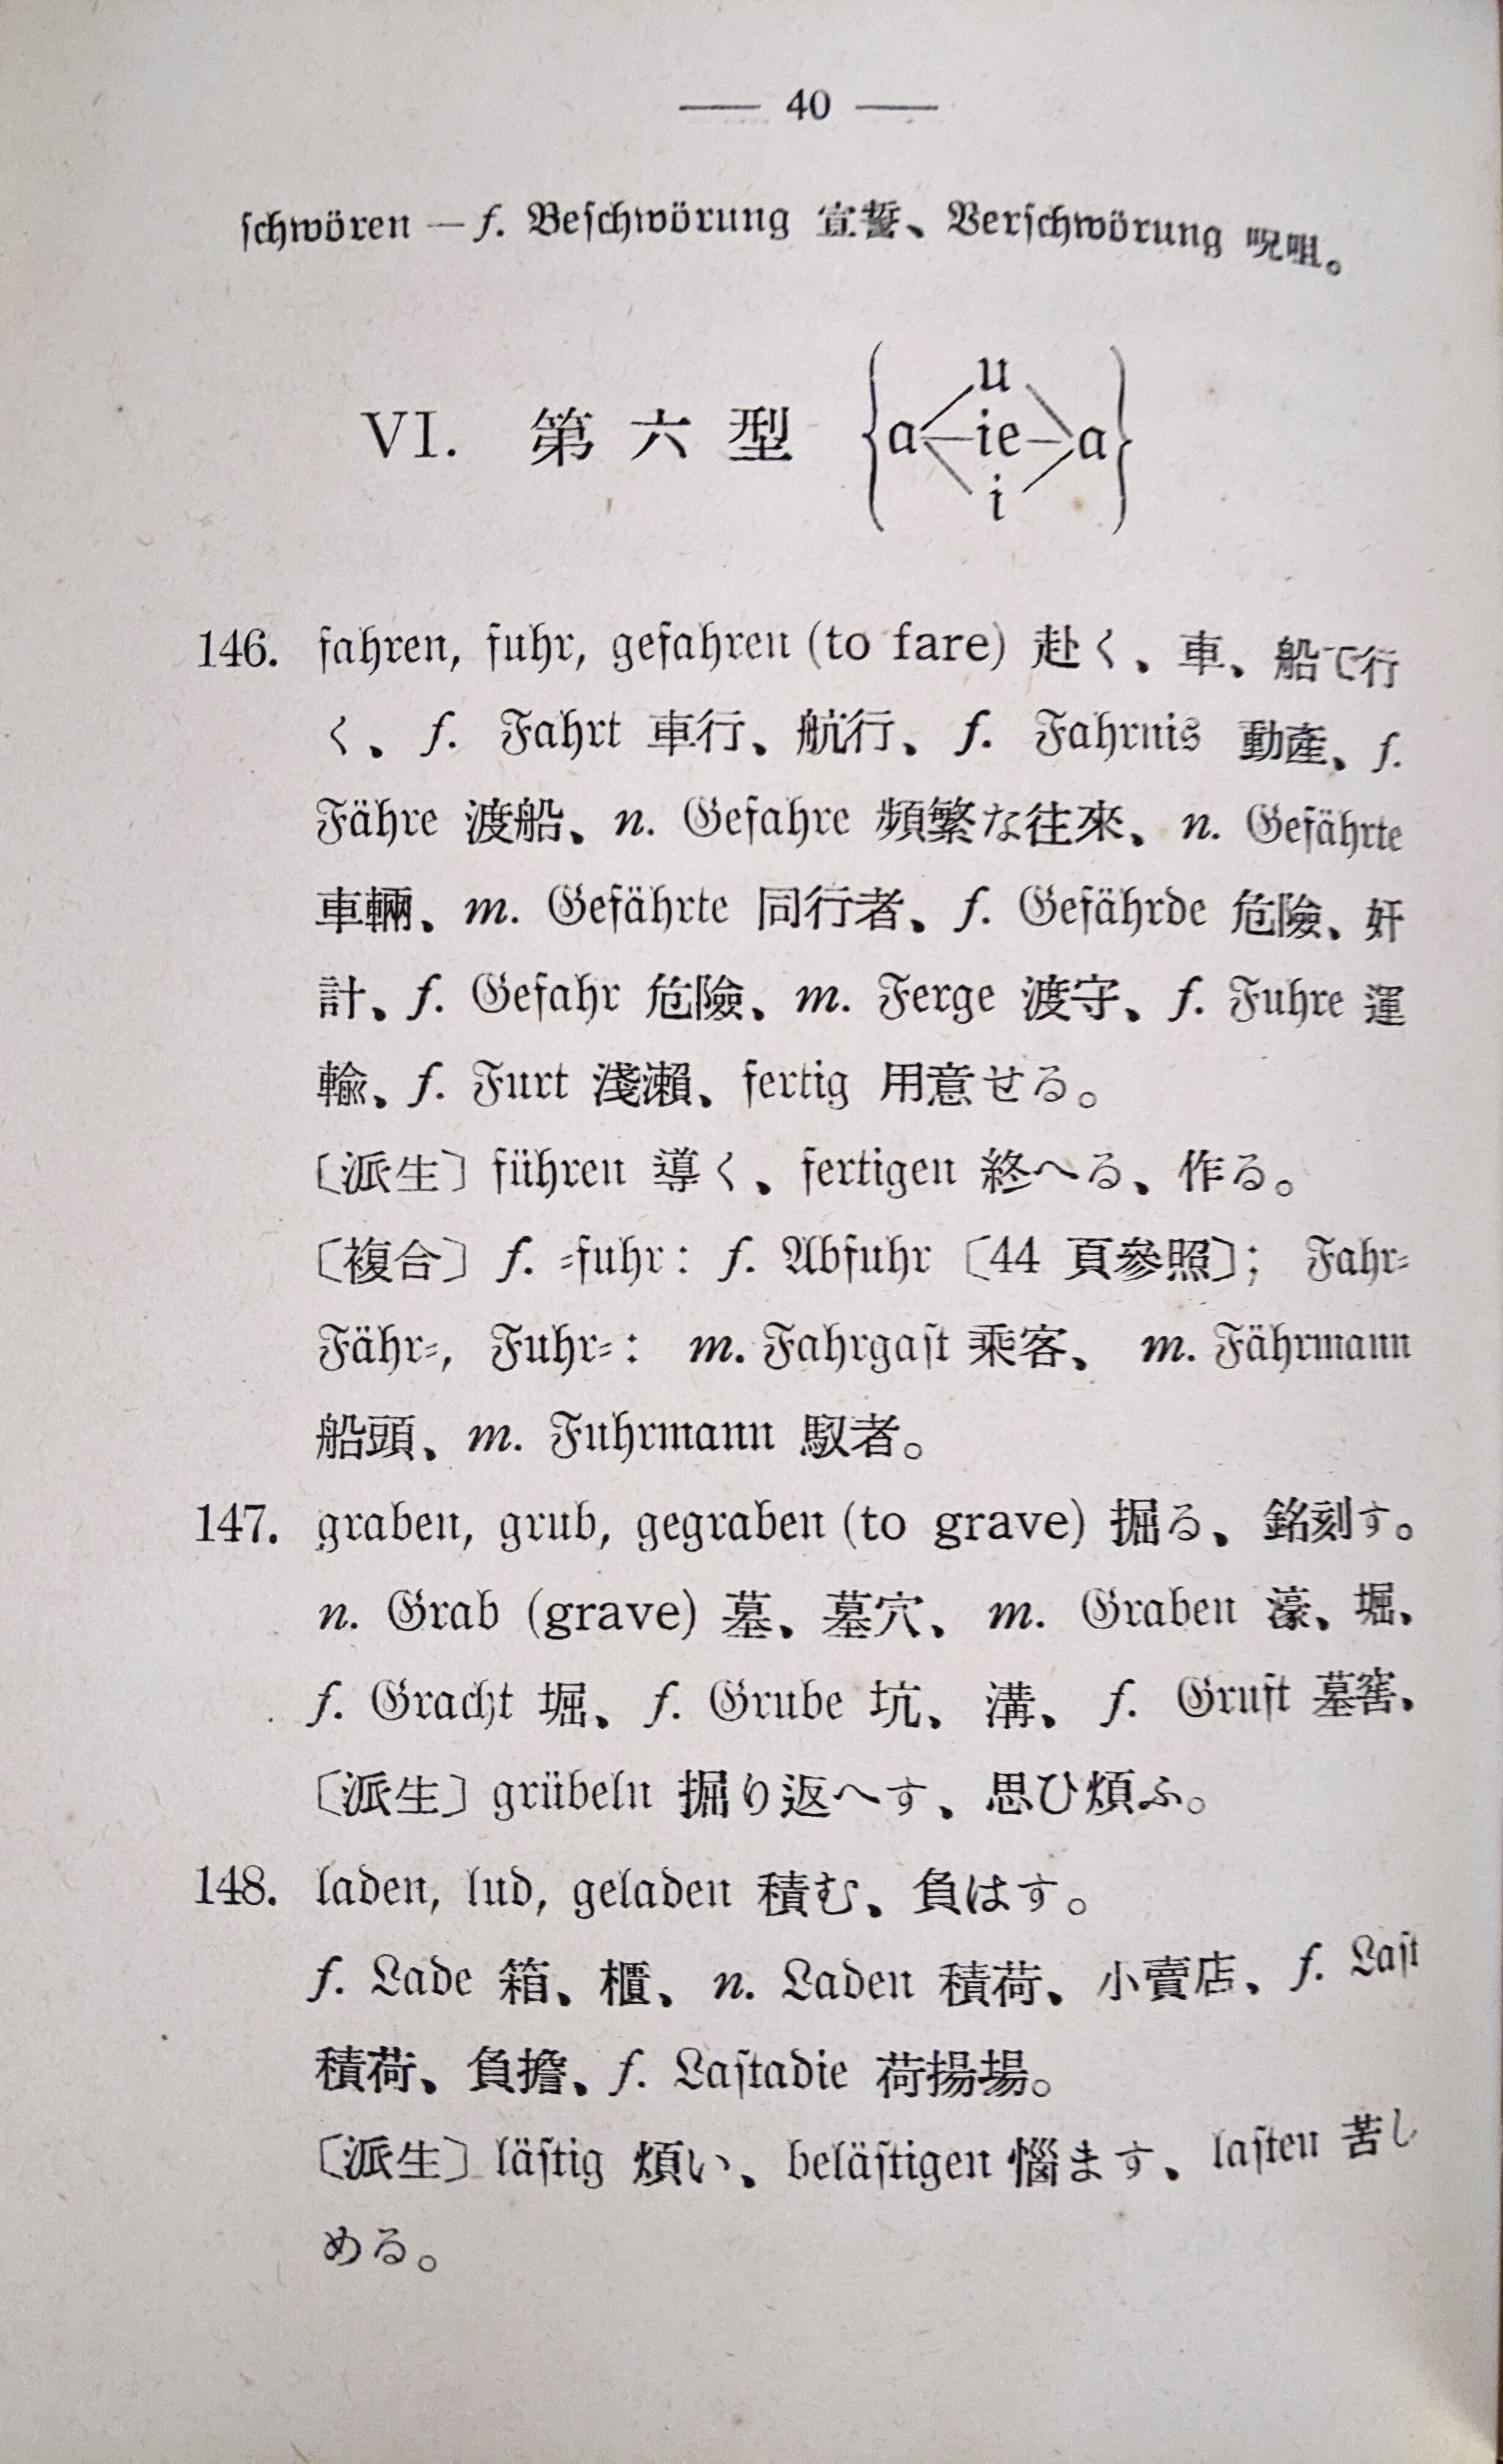 — 40 —
schwören — f. Beschwörung 宣誓、Verschwörung 呪咀。
VI. 第六型 {a< u ie i >a}
146. fahren, fuhr, gefahren (to fare) 赴く、車、船で行
く、f. Fahrt 車行、航行、f. Fahrnis 動產、f.
Fähre 渡船、n. Gefahre 頻繁な往來、n. Gefährte
車輛、m. Gefährte 同行者、f. Gefährde 危險、奸
計、f. Gefahr 危險、m. Ferge 渡守、f. Fuhre 運
輸、f. Furt 淺瀨、fertig 用意せる。
〔派生〕führen 導く、fertigen 終へる、作る。
〔複合〕f. =fuhr: f. Abfuhr〔44 頁參照〕; Fahr=
Fähr=, Fuhr=: m. Fahrgast 乘客、m. Fährmann
船頭、m. Fuhrmann 馭者。
147. graben, grub, gegraben (to grave) 掘る、銘刻す。
n. Grab (grave) 墓、墓穴、m. Graben 濠、堀、
f. Gracht 堀、f. Grube 坑、溝、f. Gruft 墓窖、
〔派生〕grübeln 掘り返へす、思ひ煩ふ。
148. laden, lud, geladen 積む、負はす。
f. Lade 箱、櫃、n. Laden 積荷、小賣店、f. Last
積荷、負擔、f. Lastadie 荷揚場。
〔派生〕lästig 煩い、belästigen 惱ます、lasten 苦し
める。